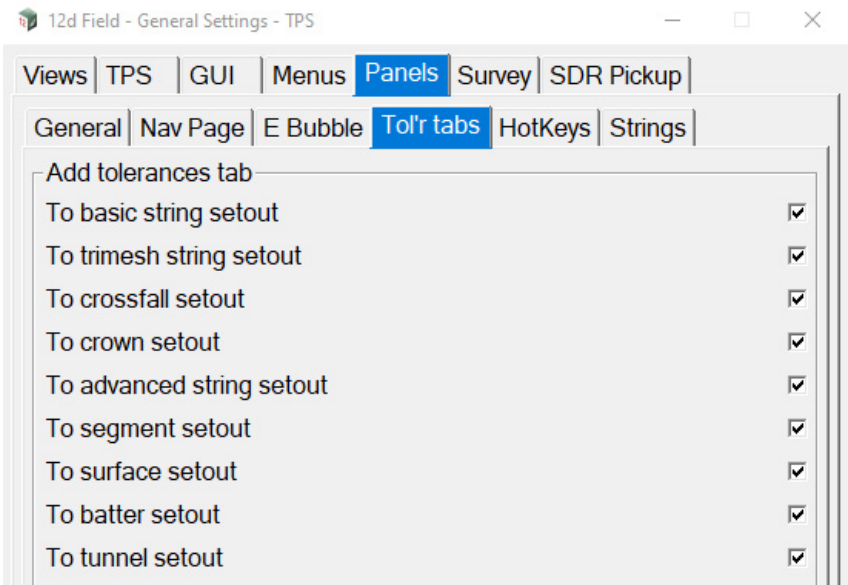 12d Field - General Settings - TPS
Views TPS GUI Menus Panels Survey SDR Pickup
General Nav Page E Bubble Tol'r tabs HotKeys Strings
Add tolerances tab
To basic string setout
To trimesh string setout
To crossfall setout
To crown setout
To advanced string setout
To segment setout
To surface setout
To batter setout
To tunnel setout